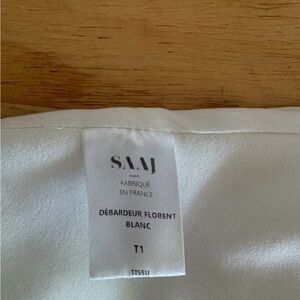 SAAJ
PARIS
FABRIQUÉ
EN FRANCE
DÉBARDEUR FLORENT
BLANC
T1
TISSU